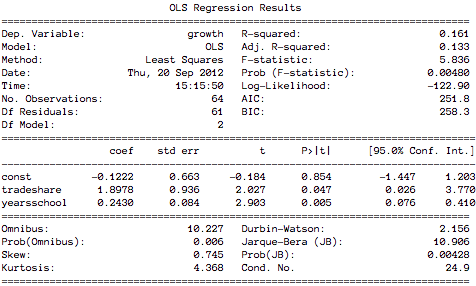 OLS Regression Results
==============================================================================
Dep. Variable: growth R-squared: 0.161
Model: OLS Adj. R-squared: 0.133
Method: Least Squares F-statistic: 5.836
Date: Thu, 20 Sep 2012 Prob (F-statistic): 0.00480
Time: 15:15:50 Log-Likelihood: -122.90
No. Observations: 64 AIC: 251.8
Df Residuals: 61 BIC: 258.3
Df Model: 2
==============================================================================
coef std err t P>|t| [95.0% Conf. Int.]
------------------------------------------------------------------------------
const -0.1222 0.663 -0.184 0.854 -1.447 1.203
tradeshare 1.8978 0.936 2.027 0.047 0.026 3.770
yearsschool 0.2430 0.084 2.903 0.005 0.076 0.410
==============================================================================
Omnibus: 10.227 Durbin-Watson: 2.156
Prob(Omnibus): 0.006 Jarque-Bera (JB): 10.906
Skew: 0.745 Prob(JB): 0.00428
Kurtosis: 4.368 Cond. No. 24.9
==============================================================================